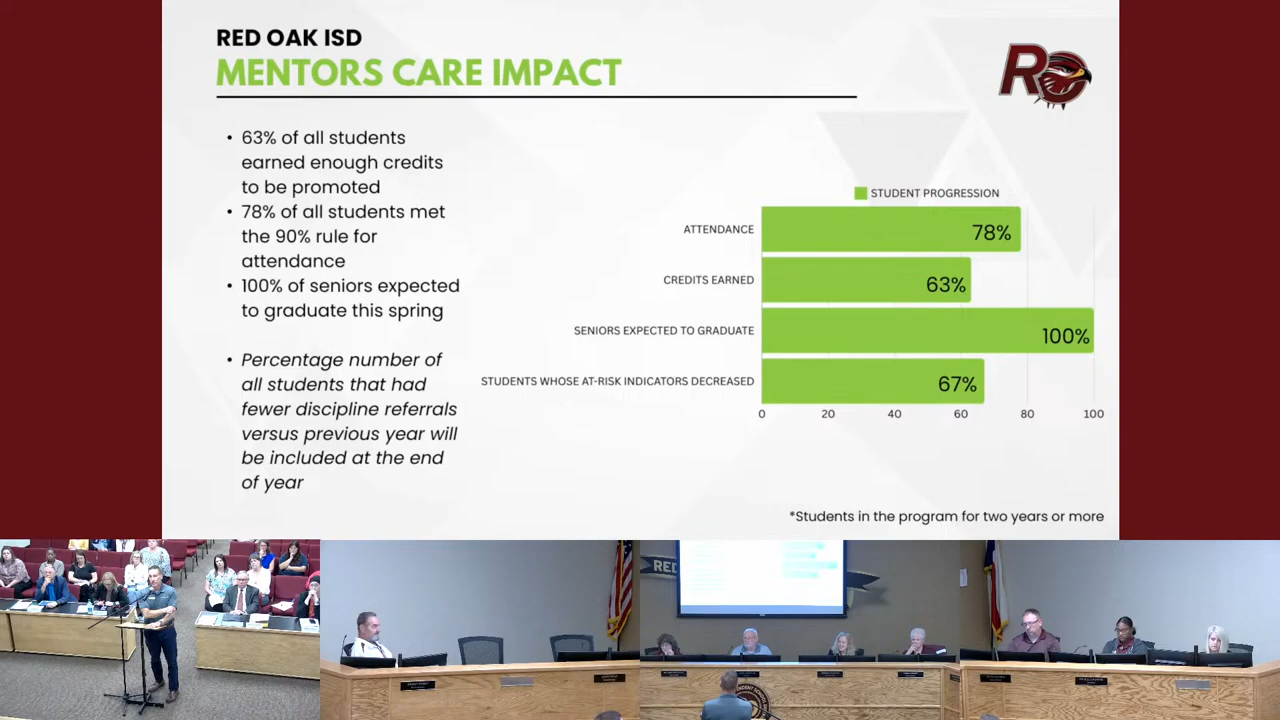 RED OAK ISD
MENTORS CARE IMPACT
RO
• 63% of all students
earned enough credits
to be promoted
• 78% of all students met
the 90% rule for
attendance
• 100% of seniors expected
to graduate this spring
• Percentage number of
all students that had
fewer discipline referrals
versus previous year will
be included at the end
of year
STUDENT PROGRESSION
ATTENDANCE
78%
CREDITS EARNED
63%
SENIORS EXPECTED TO GRADUATE
100%
STUDENTS WHOSE AT-RISK INDICATORS DECREASED
67%
0 20 40 60 80 100
*Students in the program for two years or more
RED